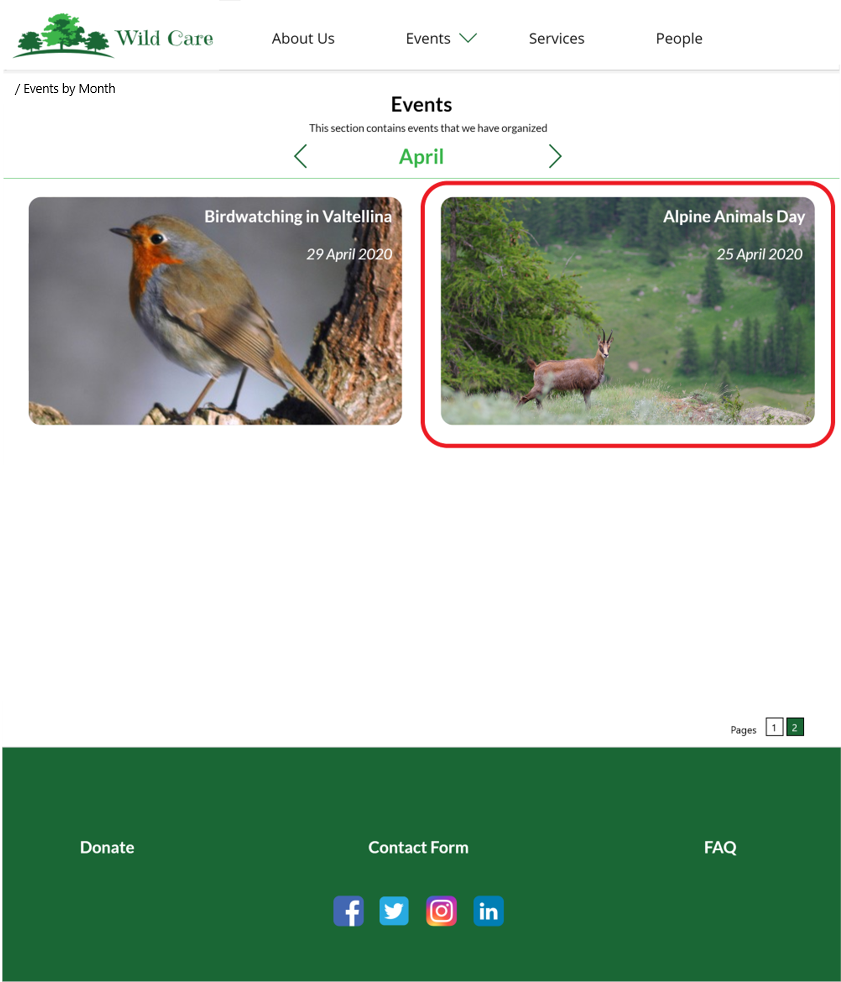 Wild Care
About Us Events Services People
/ Events by Month
Events
This section contains events that we have organized
April
Birdwatching in Valtellina
29 April 2020
Alpine Animals Day
25 April 2020
Pages 1 2
Donate Contact Form FAQ
f in